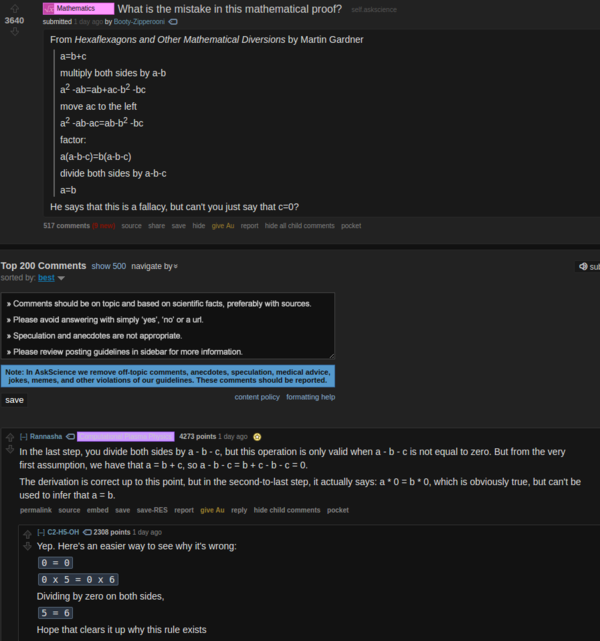 Mathematics What is the mistake in this mathematical proof? self.askscience
3640
submitted 1 day ago by Booty-Zipperooni
From Hexaflexagons and Other Mathematical Diversions by Martin Gardner
a=b+c
multiply both sides by a-b
a² -ab=ab+ac-b² -bc
move ac to the left
a² -ab-ac=ab-b² -bc
factor:
a(a-b-c)=b(a-b-c)
divide both sides by a-b-c
a=b
He says that this is a fallacy, but can't you just say that c=0?
517 comments source share save hide give Au report hide all child comments pocket
Top 200 Comments show 500 navigate by
sorted by: best
» Comments should be on topic and based on scientific facts, preferably with sources.
» Please avoid answering with simply 'yes', 'no' or a url.
» Speculation and anecdotes are not appropriate.
» Please review posting guidelines in sidebar for more information.
Note: In AskScience we remove off-topic comments, anecdotes, speculation, medical advice,
jokes, memes, and other violations of our guidelines. These comments should be reported.
save
content policy formatting help
[–] Rannasha 4273 points 1 day ago
In the last step, you divide both sides by a - b - c, but this operation is only valid when a - b - c is not equal to zero. But from the very
first assumption, we have that a = b + c, so a - b - c = b + c - b - c = 0.
The derivation is correct up to this point, but in the second-to-last step, it actually says: a * 0 = b * 0, which is obviously true, but can't be
used to infer that a = b.
permalink source embed save save-RES report give Au reply hide child comments pocket
[–] C2-H5-OH 2308 points 1 day ago
Yep. Here's an easier way to see why it's wrong:
0 = 0
0 x 5 = 0 x 6
Dividing by zero on both sides,
5 = 6
Hope that clears it up why this rule exists